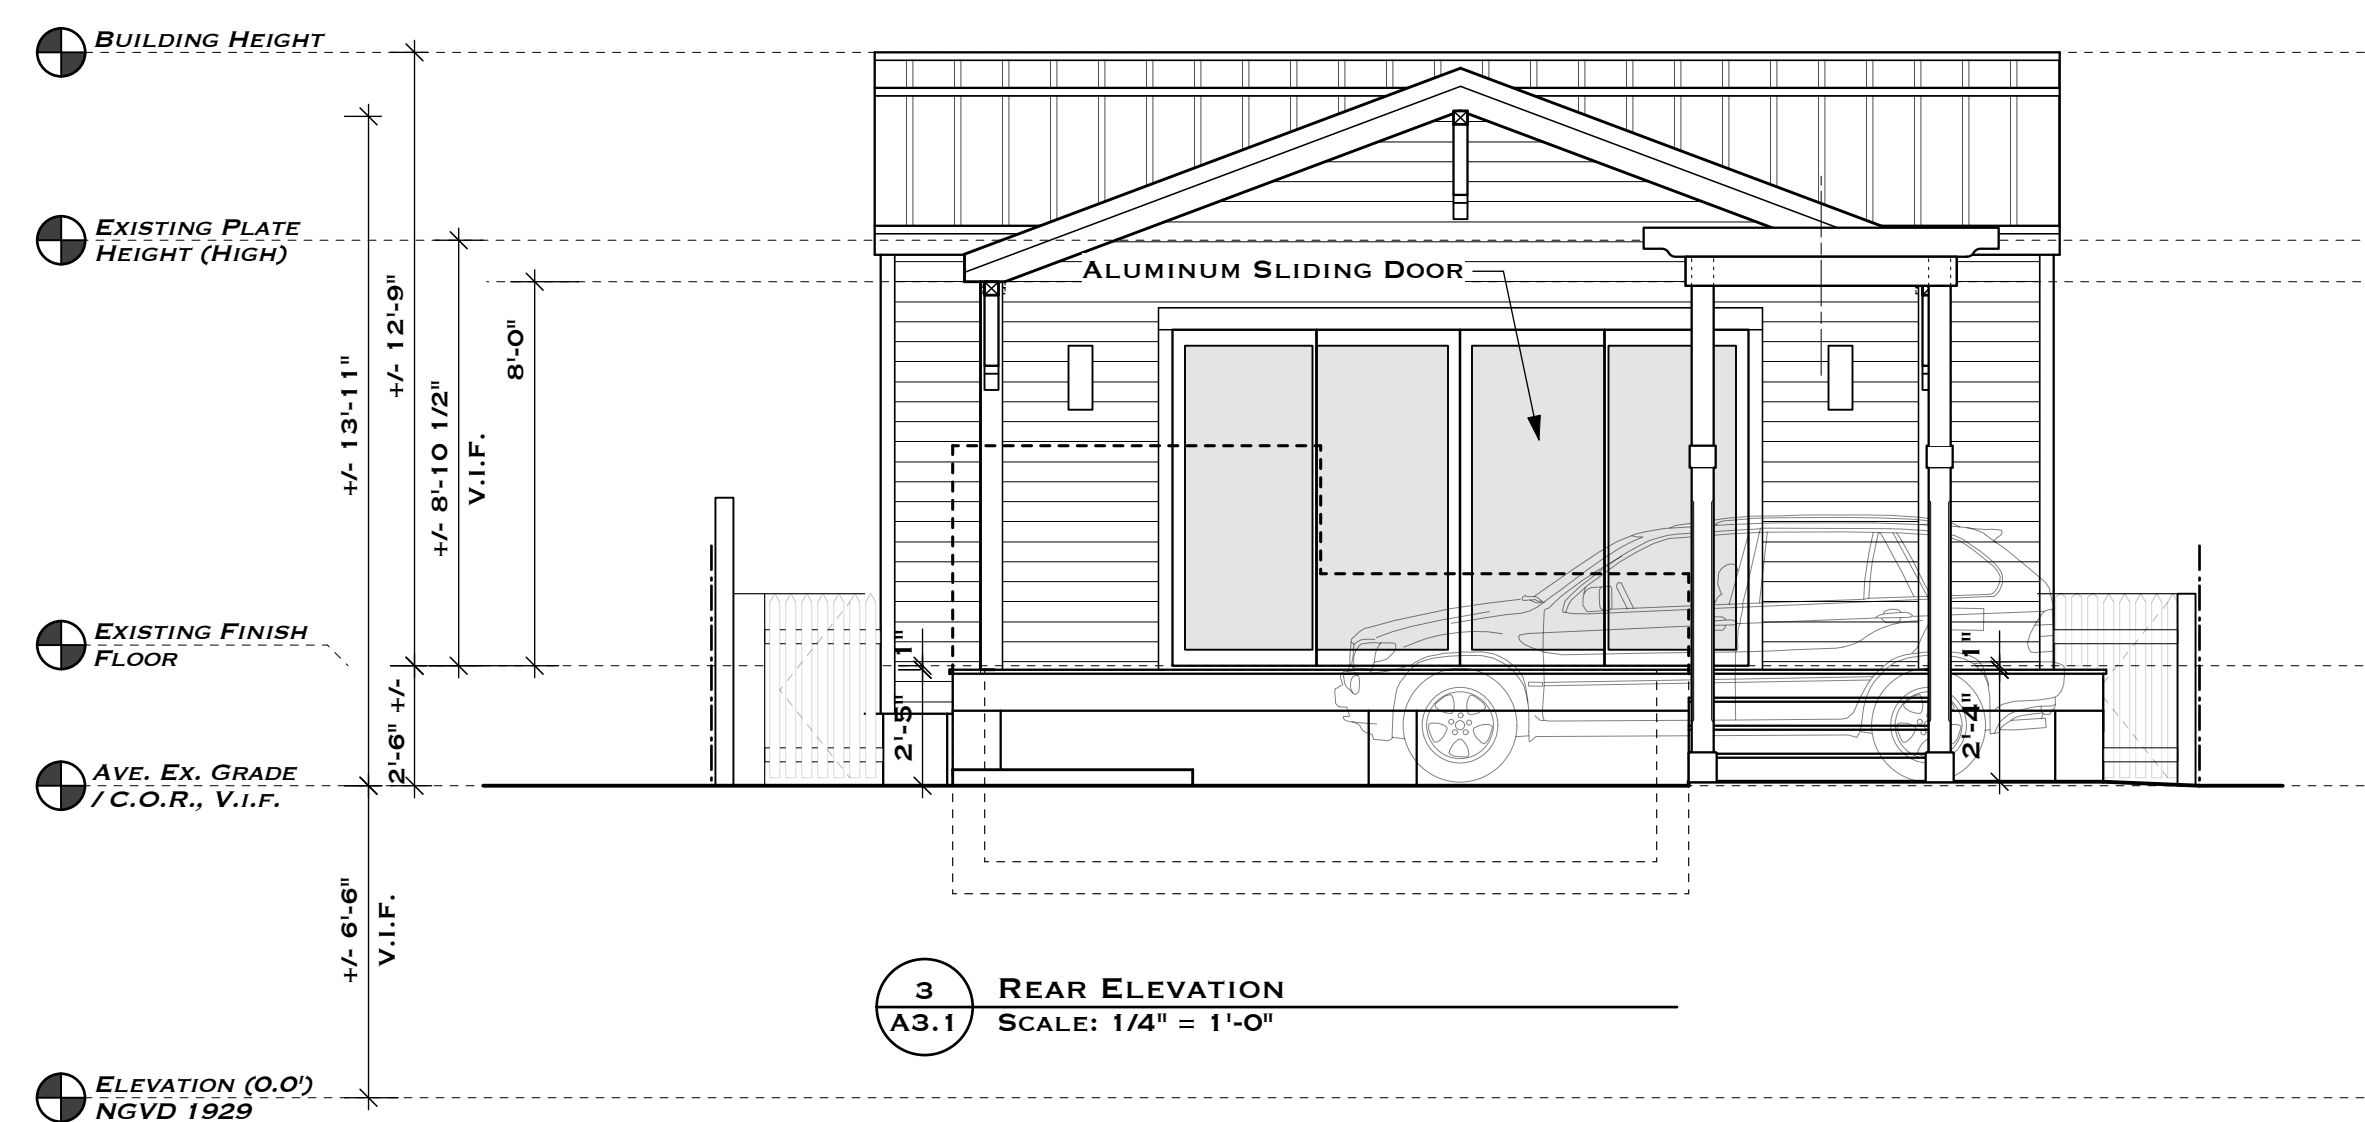 Building Height
Existing Plate
Height (High)
Existing Finish
Floor
Ave. Ex. Grade
/ C.O.R., V.I.F.
Elevation (0.0')
NGVD 1929
+/- 13'-11"
+/- 12'-9"
+/- 8'-10 1/2"
V.I.F.
8'-0"
2'-6" +/-
+/- 6'-6"
V.I.F.
Aluminum Sliding Door
1"
2'-5"
1"
2'-4"
3
A3.1
Rear Elevation
Scale: 1/4" = 1'-0"